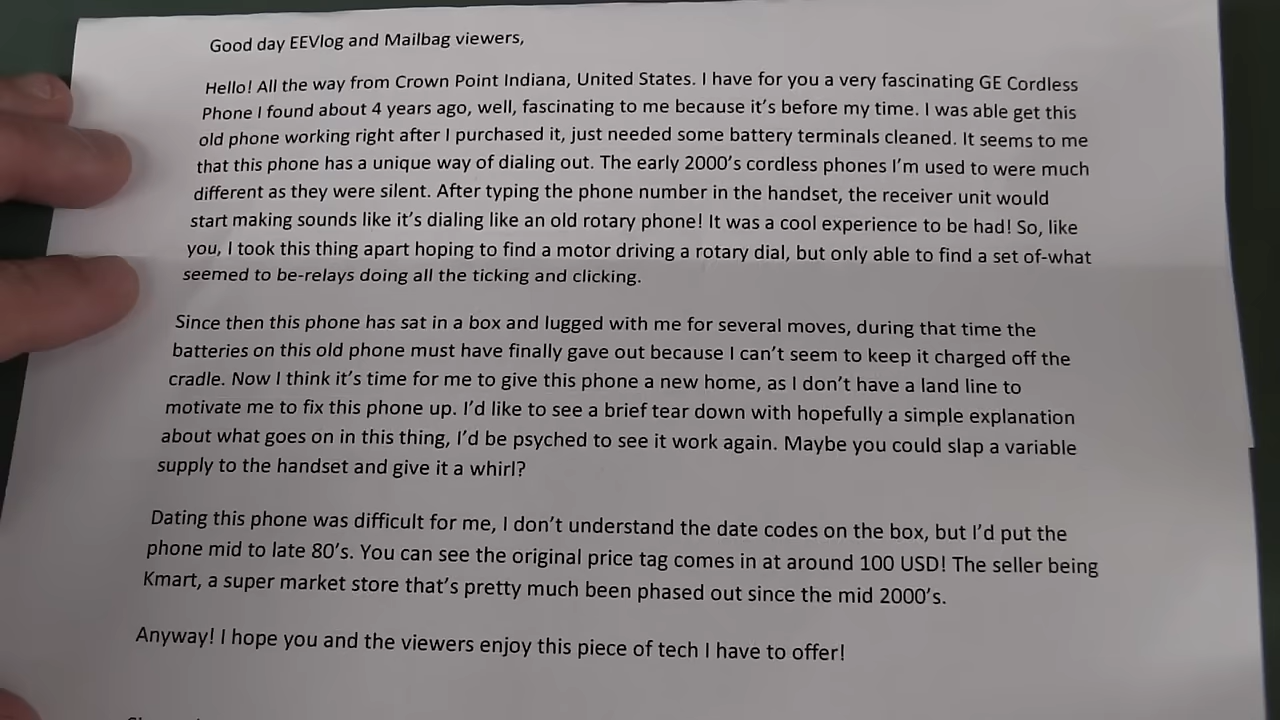 Good day EEVlog and Mailbag viewers,
Hello! All the way from Crown Point Indiana, United States. I have for you a very fascinating GE Cordless
Phone I found about 4 years ago, well, fascinating to me because it's before my time. I was able get this
old phone working right after I purchased it, just needed some battery terminals cleaned. It seems to me
that this phone has a unique way of dialing out. The early 2000's cordless phones I'm used to were much
different as they were silent. After typing the phone number in the handset, the receiver unit would
start making sounds like it's dialing like an old rotary phone! It was a cool experience to be had! So, like
you, I took this thing apart hoping to find a motor driving a rotary dial, but only able to find a set of-what
seemed to be-relays doing all the ticking and clicking.
Since then this phone has sat in a box and lugged with me for several moves, during that time the
batteries on this old phone must have finally gave out because I can't seem to keep it charged off the
cradle. Now I think it's time for me to give this phone a new home, as I don't have a land line to
motivate me to fix this phone up. I'd like to see a brief tear down with hopefully a simple explanation
about what goes on in this thing, I'd be psyched to see it work again. Maybe you could slap a variable
supply to the handset and give it a whirl?
Dating this phone was difficult for me, I don't understand the date codes on the box, but I'd put the
phone mid to late 80's. You can see the original price tag comes in at around 100 USD! The seller being
Kmart, a super market store that's pretty much been phased out since the mid 2000's.
Anyway! I hope you and the viewers enjoy this piece of tech I have to offer!